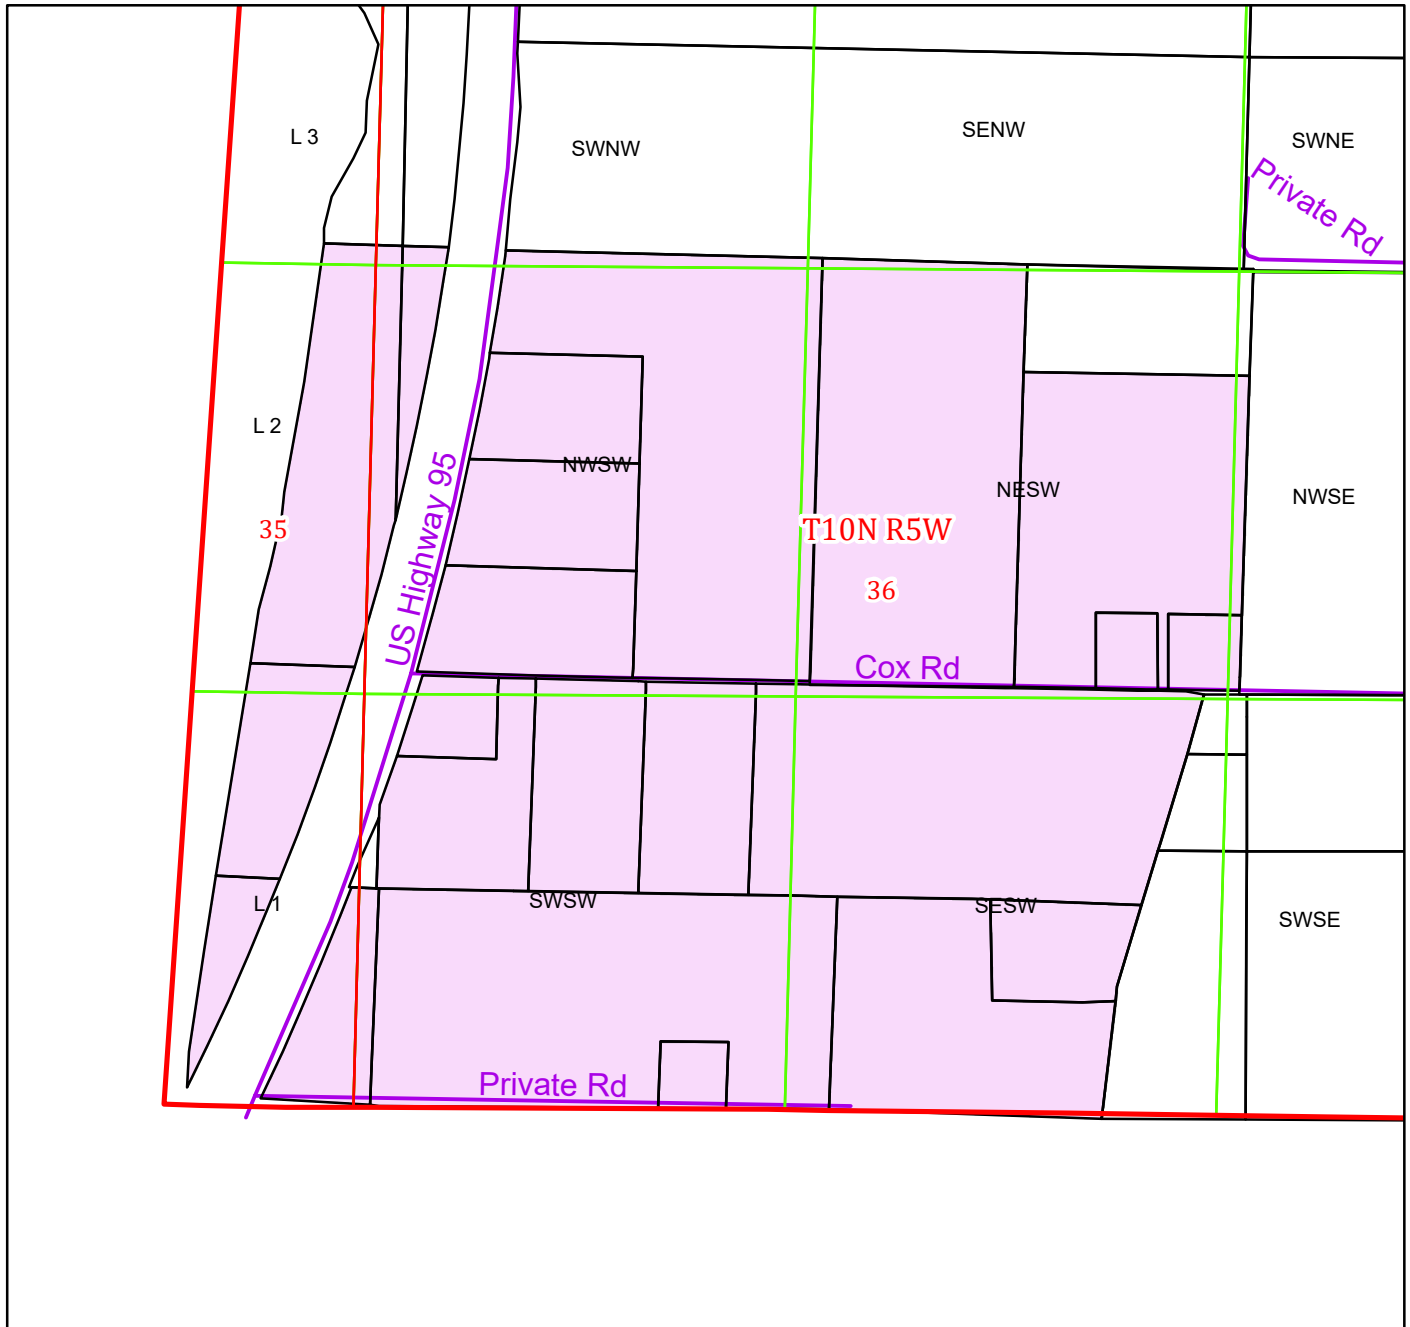 SENW
L 3
SWNE
SWNW
Private Rd
L 2
NWSW
NESW
NWSE
US Highway 95
35
T10N R5W
36
Cox Rd
L 1
SWSW
SESW
SWSE
Private Rd